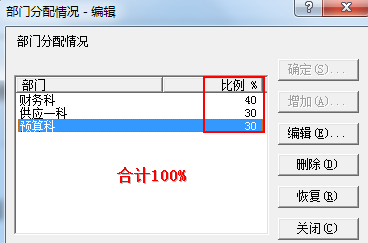 部门分配情况 - 编辑
部门分配情况
部门 比例 %
财务科 40
供应一科 30
预算科 30
合计100%
确定(S)...
增加(A)...
编辑(E)...
删除(D)
恢复(R)
关闭(C)